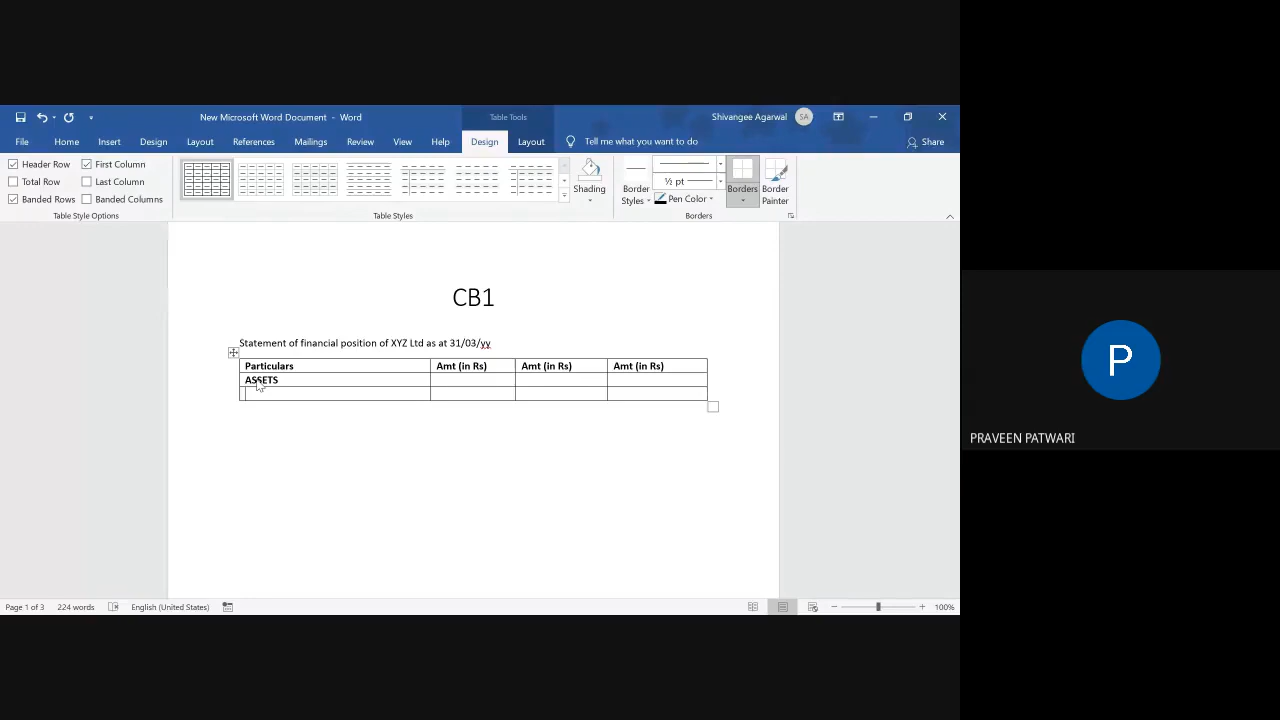 New Microsoft Word Document - Word
Table Tools
Shivangee Agarwal
SA
File Home Insert Design Layout References Mailings Review View Help Design Layout Tell me what you want to do Share
Header Row First Column
Total Row Last Column
Banded Rows Banded Columns
Table Style Options
Table Styles
Shading
Border Styles
½ pt
Pen Color
Borders
Border Painter
Borders
CB1
Statement of financial position of XYZ Ltd as at 31/03/yy
Particulars Amt (in Rs) Amt (in Rs) Amt (in Rs)
ASSETS
Page 1 of 3 224 words English (United States) 100%
P
PRAVEEN PATWARI